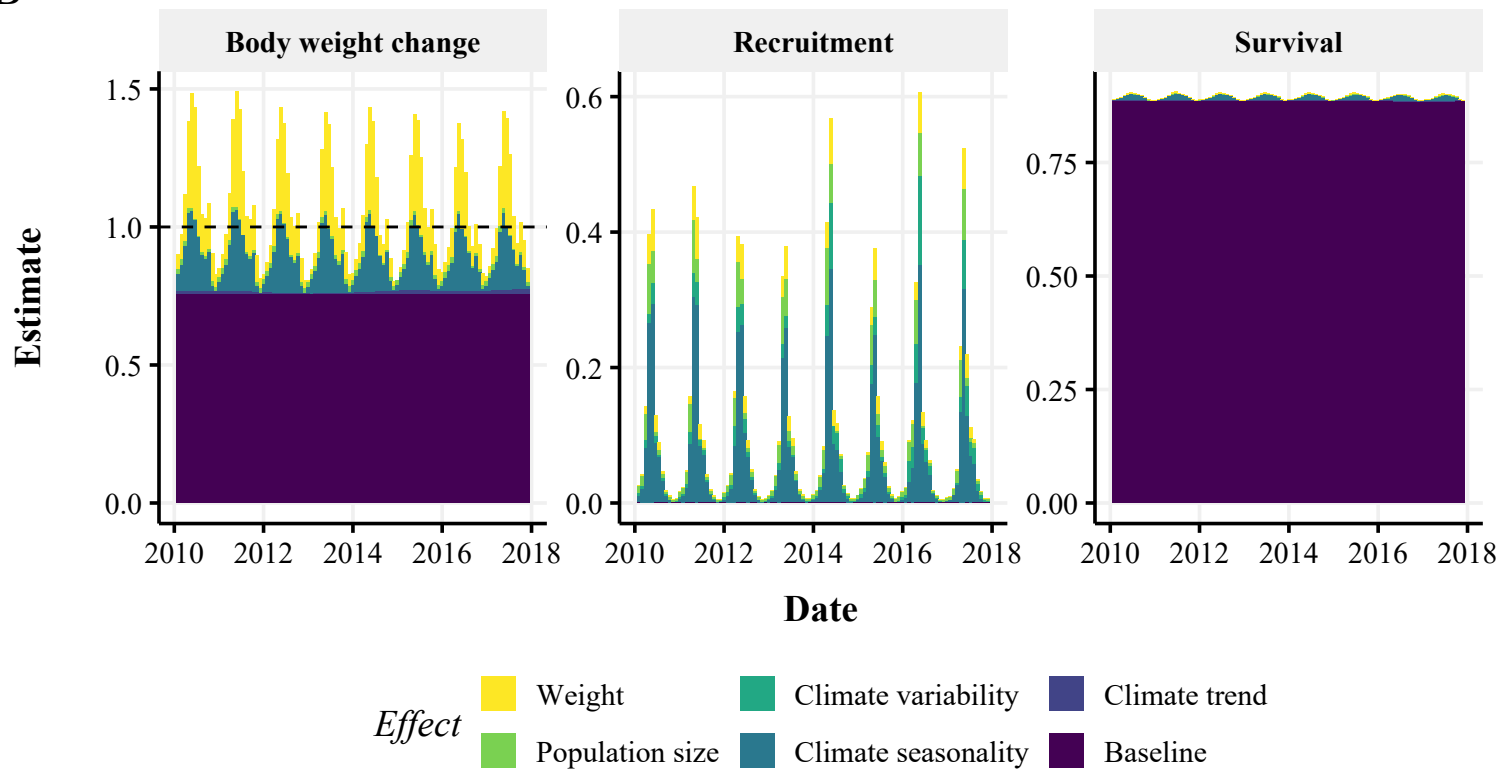 Body weight change Recruitment Survival
Estimate
1.5
1.0
0.5
0.0
0.6
0.4
0.2
0.0
0.75
0.50
0.25
0.00
2010 2012 2014 2016 2018 2010 2012 2014 2016 2018 2010 2012 2014 2016 2018
Date
Effect
Weight Climate variability Climate trend
Population size Climate seasonality Baseline